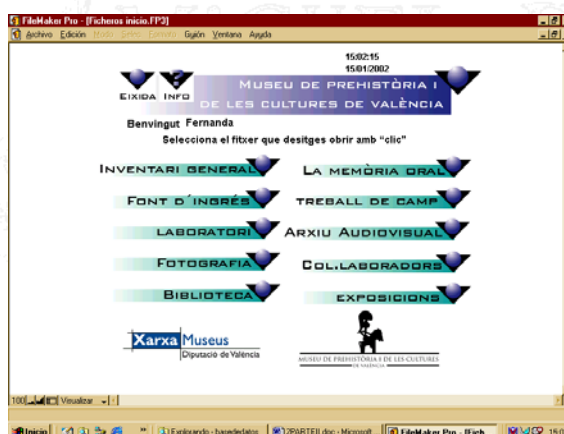 FileMaker Pro - [Ficheros inicio.FP3]
Archivo Edición Modo Selec Formato Guión Ventana Ayuda
15:02:15
15/01/2002
EIXIDA INFO
MUSEU DE PREHISTÒRIA I
DE LES CULTURES DE VALÈNCIA
Benvingut Fernanda
Selecciona el fitxer que desitges obrir amb "clic"
INVENTARI GENERAL
LA MEMÒRIA ORAL
FONT D´INGRÉS
TREBALL DE CAMP
LABORATORI
ARXIU AUDIOVISUAL
FOTOGRAFIA
COL.LABORADORS
BIBLIOTECA
EXPOSICIONS
Xarxa Museus
Diputació de València
MUSEU DE PREHISTÒRIA I DE LES CULTURES
DE VALÈNCIA
100 Visualizar
Inicio » Explorando - basededatos 2PARTEII.doc - Microsoft FileMaker Pro - [Fich 15:0